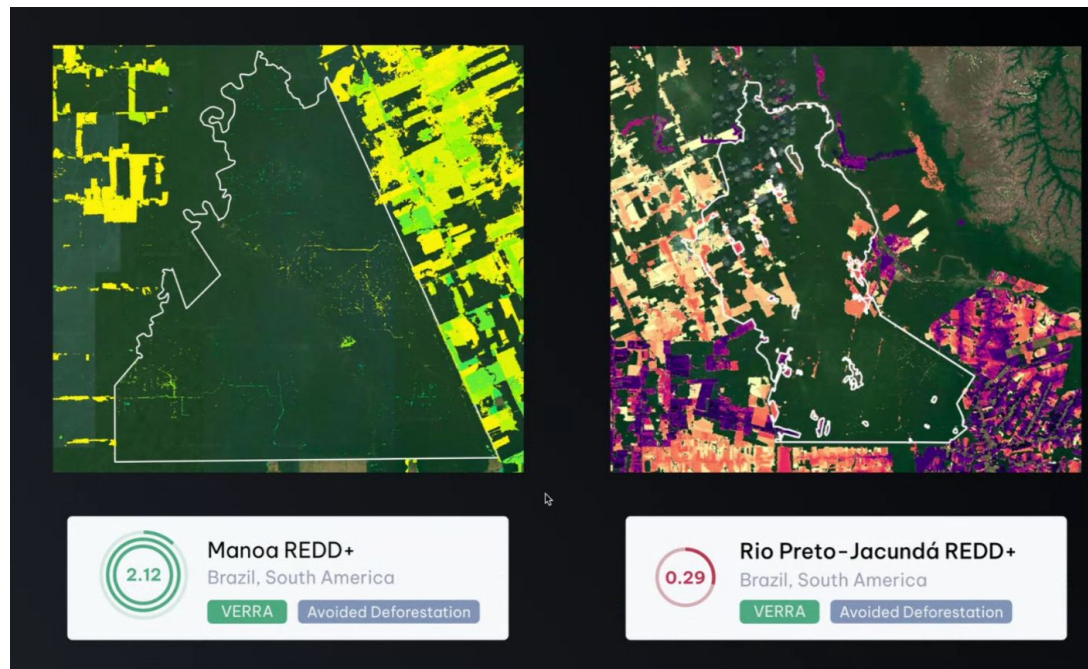 2.12
Manoa REDD+
Brazil, South America
VERRA
Avoided Deforestation
0.29
Rio Preto-Jacundá REDD+
Brazil, South America
VERRA
Avoided Deforestation